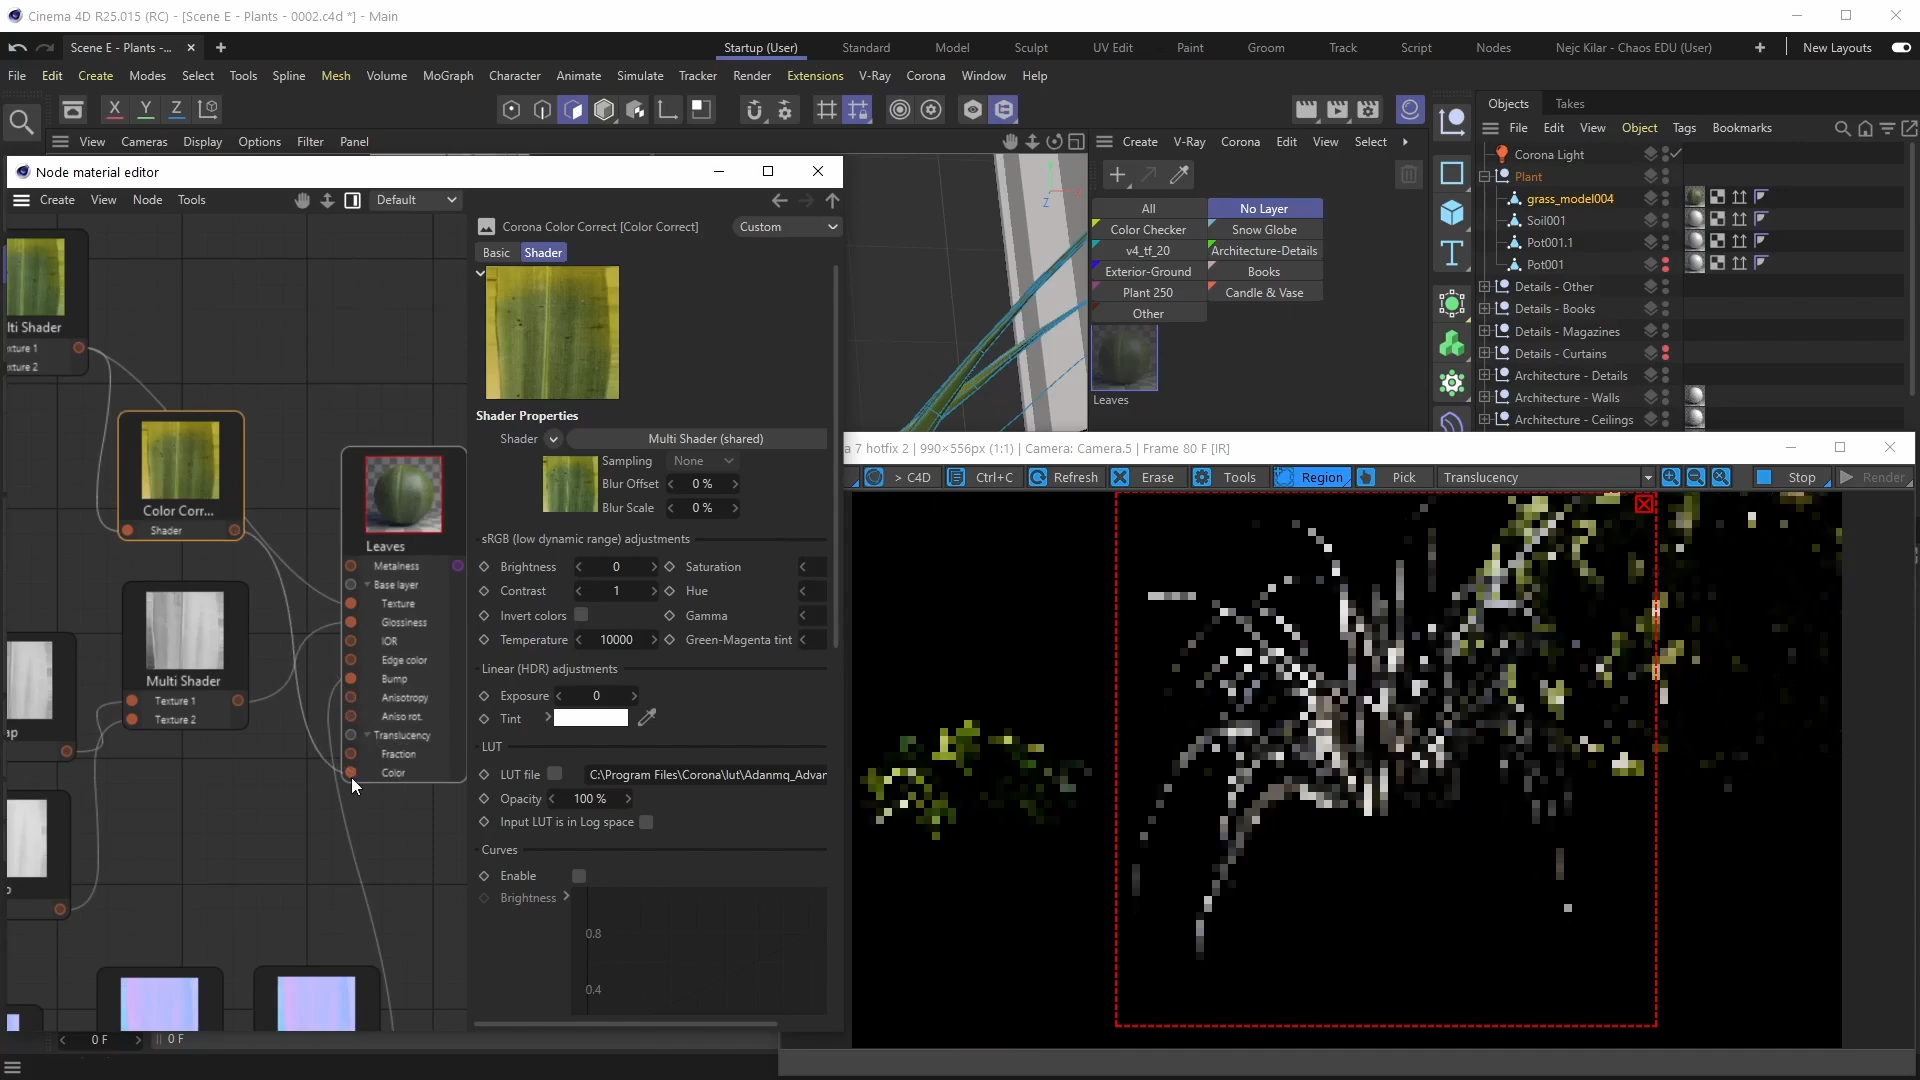 Cinema 4D R25.015 (RC) - [Scene E - Plants - 0002.c4d *] - Main
Scene E - Plants -...
Startup (User) Standard Model Sculpt UV Edit Paint Groom Track Script Nodes Nejc Kilar - Chaos EDU (User) New Layouts
File Edit Create Modes Select Tools Spline Mesh Volume MoGraph Character Animate Simulate Tracker Render Extensions V-Ray Corona Window Help
X Y Z
Objects Takes
View Cameras Display Options Filter Panel
Create V-Ray Corona Edit View Select
File Edit View Object Tags Bookmarks
Node material editor
Create View Node Tools Default
Corona Color Correct [Color Correct] Custom
Basic Shader
Shader Properties
Shader Multi Shader (shared)
Sampling None
Blur Offset 0 %
Blur Scale 0 %
sRGB (low dynamic range) adjustments
Brightness 0 Saturation
Contrast 1 Hue
Invert colors Gamma
Temperature 10000 Green-Magenta tint
Linear (HDR) adjustments
Exposure 0
Tint
LUT
LUT file C:\Program Files\Corona\lut\Adanmq_Advar
Opacity 100 %
Input LUT is in Log space
Curves
Enable
Brightness
0.8
0.4
lti Shader
xture 1
xture 2
Color Corr...
Shader
Leaves
Metalness
Base layer
Texture
Glossiness
IOR
Edge color
Bump
Anisotropy
Aniso rot.
Translucency
Fraction
Color
Multi Shader
Texture 1
Texture 2
ap
0 F 0 F
Z
All No Layer
Color Checker Snow Globe
v4_tf_20 Architecture-Details
Exterior-Ground Books
Plant 250 Candle & Vase
Other
Leaves
Corona Light
Plant
grass_model004
Soil001
Pot001.1
Pot001
Details - Other
Details - Books
Details - Magazines
Details - Curtains
Architecture - Details
Architecture - Walls
Architecture - Ceilings
a 7 hotfix 2 | 990×556px (1:1) | Camera: Camera.5 | Frame 80 F [IR]
> C4D Ctrl+C Refresh Erase Tools Region Pick Translucency Stop Render